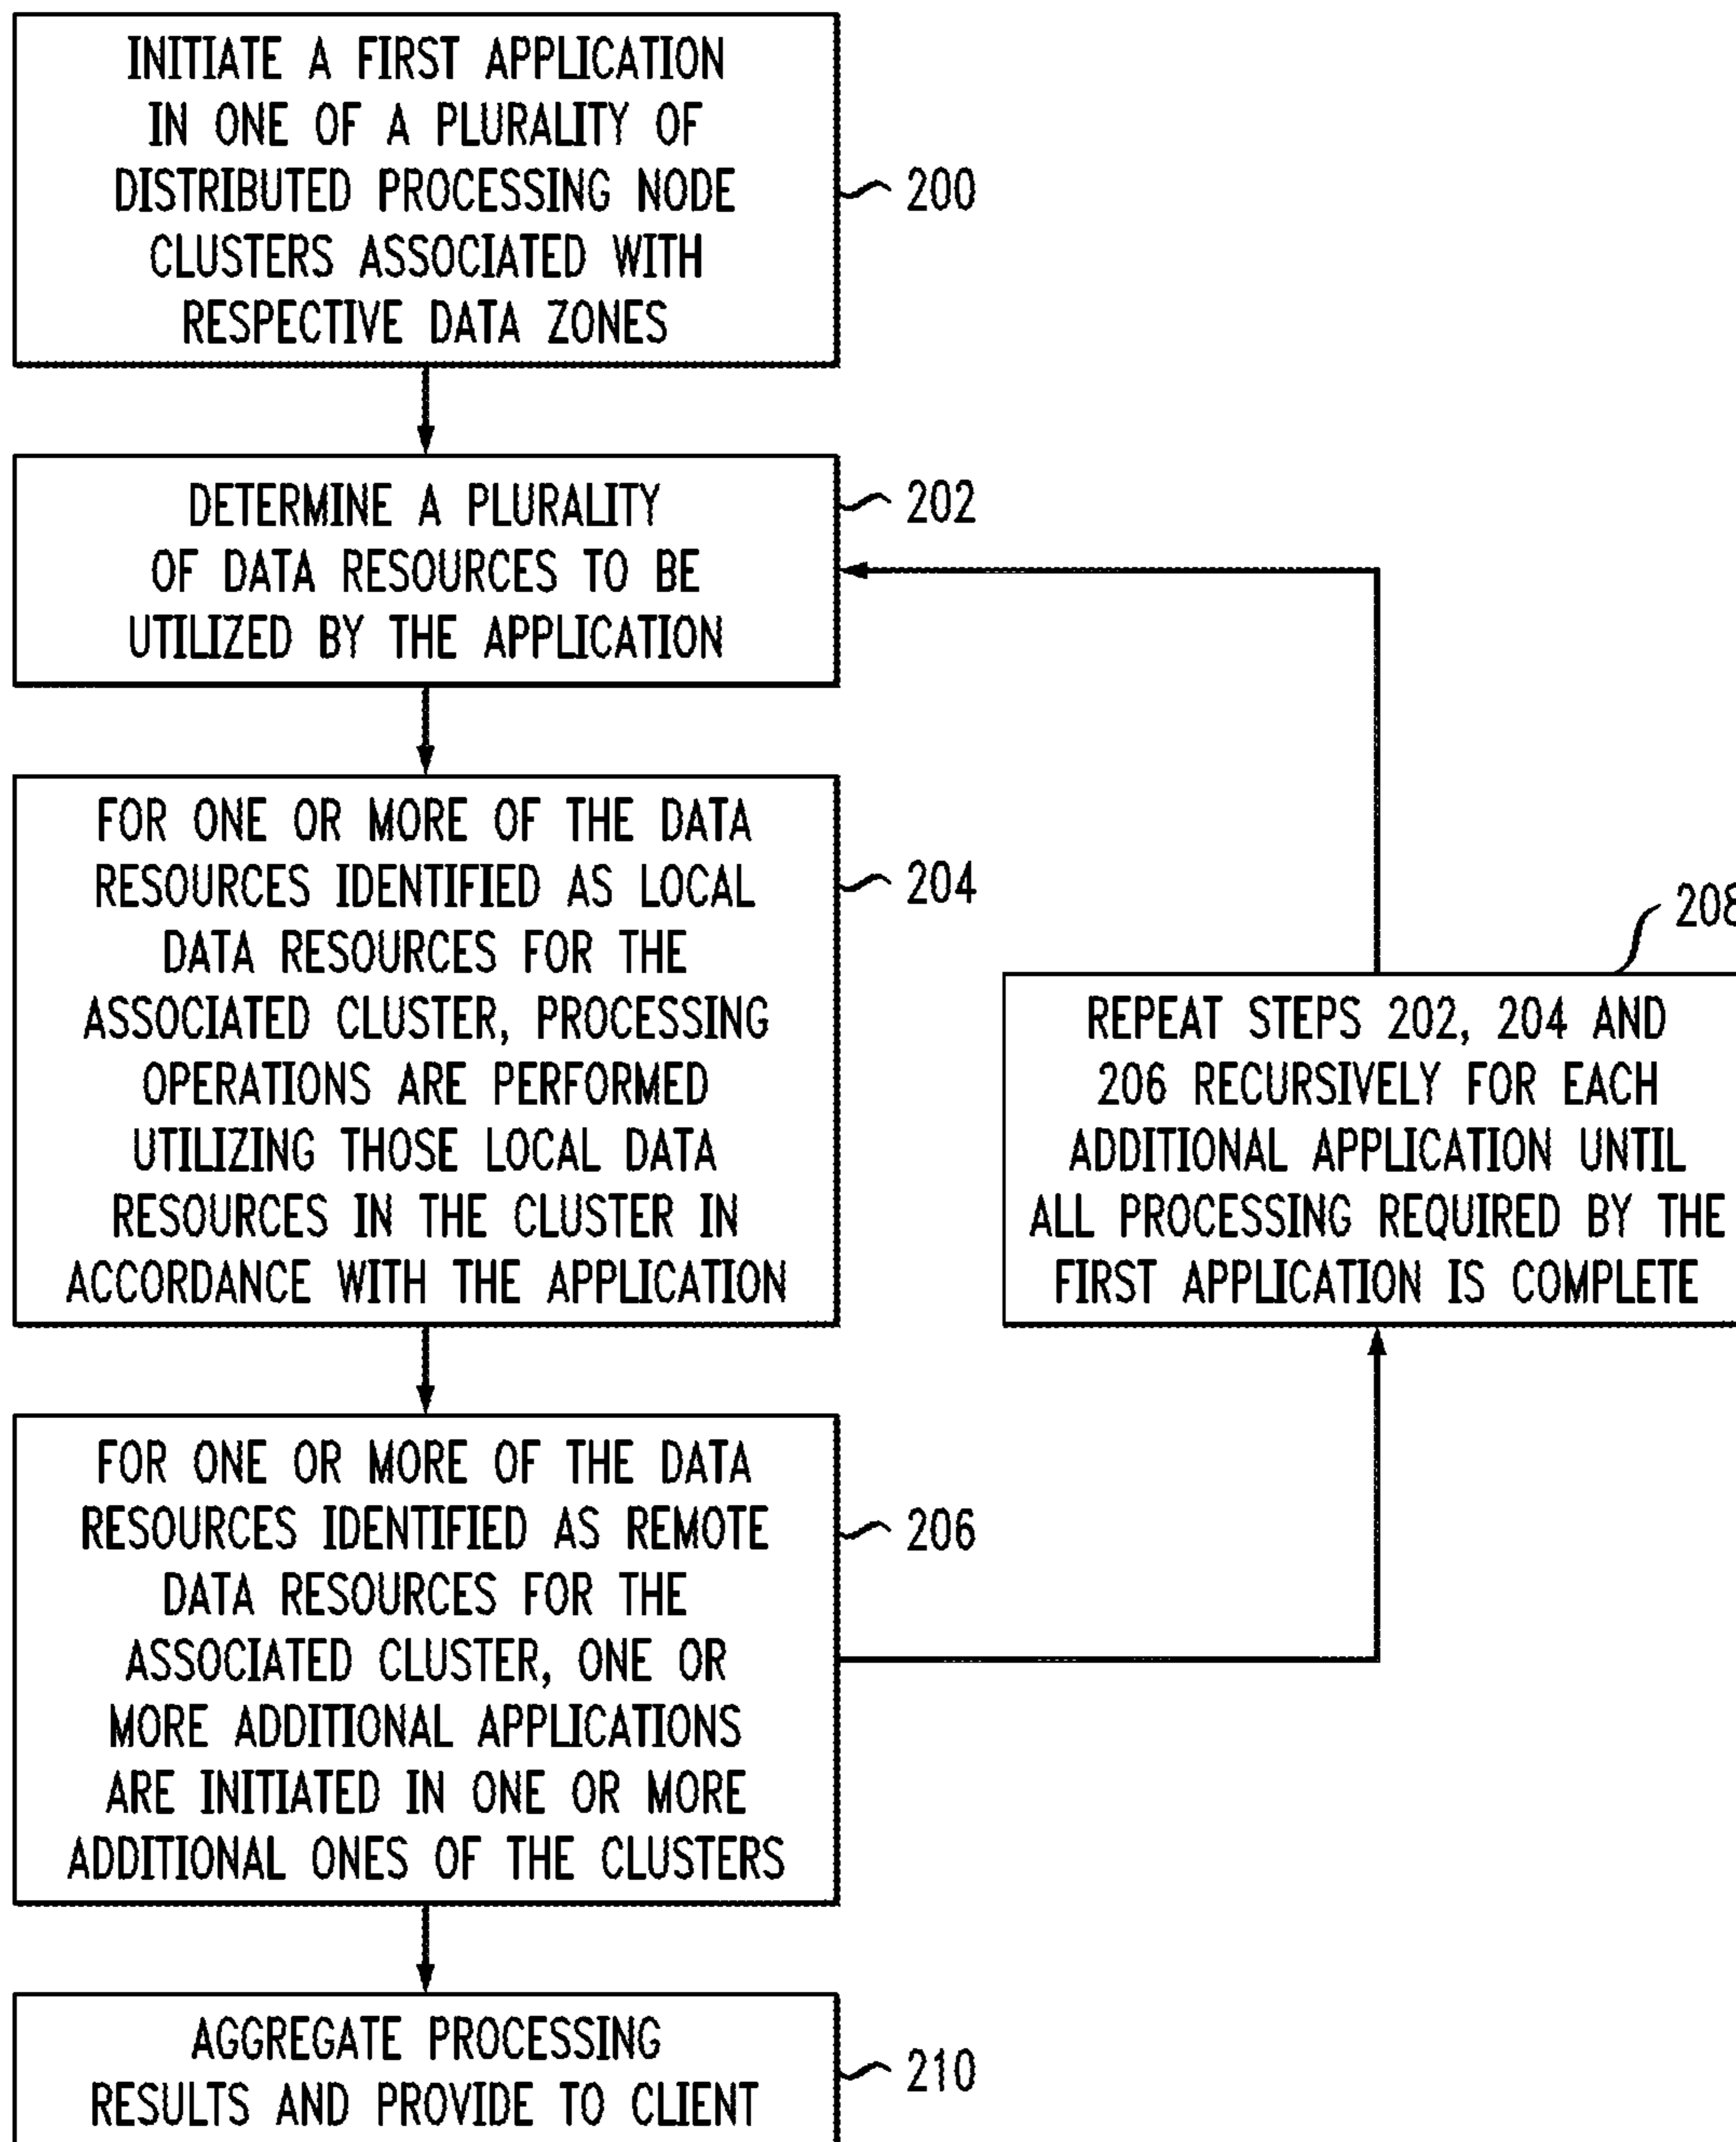 INITIATE A FIRST APPLICATION
IN ONE OF A PLURALITY OF
DISTRIBUTED PROCESSING NODE
CLUSTERS ASSOCIATED WITH
RESPECTIVE DATA ZONES
200
DETERMINE A PLURALITY
OF DATA RESOURCES TO BE
UTILIZED BY THE APPLICATION
202
FOR ONE OR MORE OF THE DATA
RESOURCES IDENTIFIED AS LOCAL
DATA RESOURCES FOR THE
ASSOCIATED CLUSTER, PROCESSING
OPERATIONS ARE PERFORMED
UTILIZING THOSE LOCAL DATA
RESOURCES IN THE CLUSTER IN
ACCORDANCE WITH THE APPLICATION
204
208
REPEAT STEPS 202, 204 AND
206 RECURSIVELY FOR EACH
ADDITIONAL APPLICATION UNTIL
ALL PROCESSING REQUIRED BY THE
FIRST APPLICATION IS COMPLETE
FOR ONE OR MORE OF THE DATA
RESOURCES IDENTIFIED AS REMOTE
DATA RESOURCES FOR THE
ASSOCIATED CLUSTER, ONE OR
MORE ADDITIONAL APPLICATIONS
ARE INITIATED IN ONE OR MORE
ADDITIONAL ONES OF THE CLUSTERS
206
AGGREGATE PROCESSING
RESULTS AND PROVIDE TO CLIENT
210